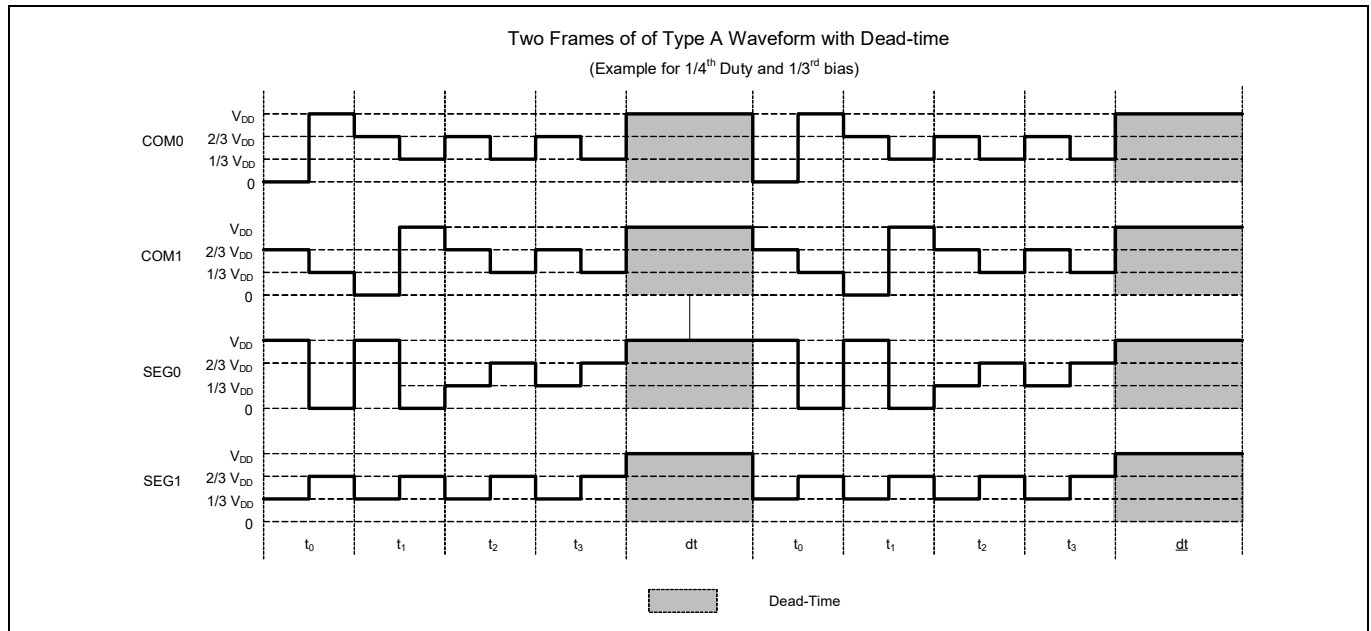 Two Frames of of Type A Waveform with Dead-time
(Example for 1/4th Duty and 1/3rd bias)
COM0
VDD
2/3 VDD
1/3 VDD
0
COM1
VDD
2/3 VDD
1/3 VDD
0
SEG0
VDD
2/3 VDD
1/3 VDD
0
SEG1
VDD
2/3 VDD
1/3 VDD
0
t0 t1 t2 t3 dt t0 t1 t2 t3 dt
Dead-Time